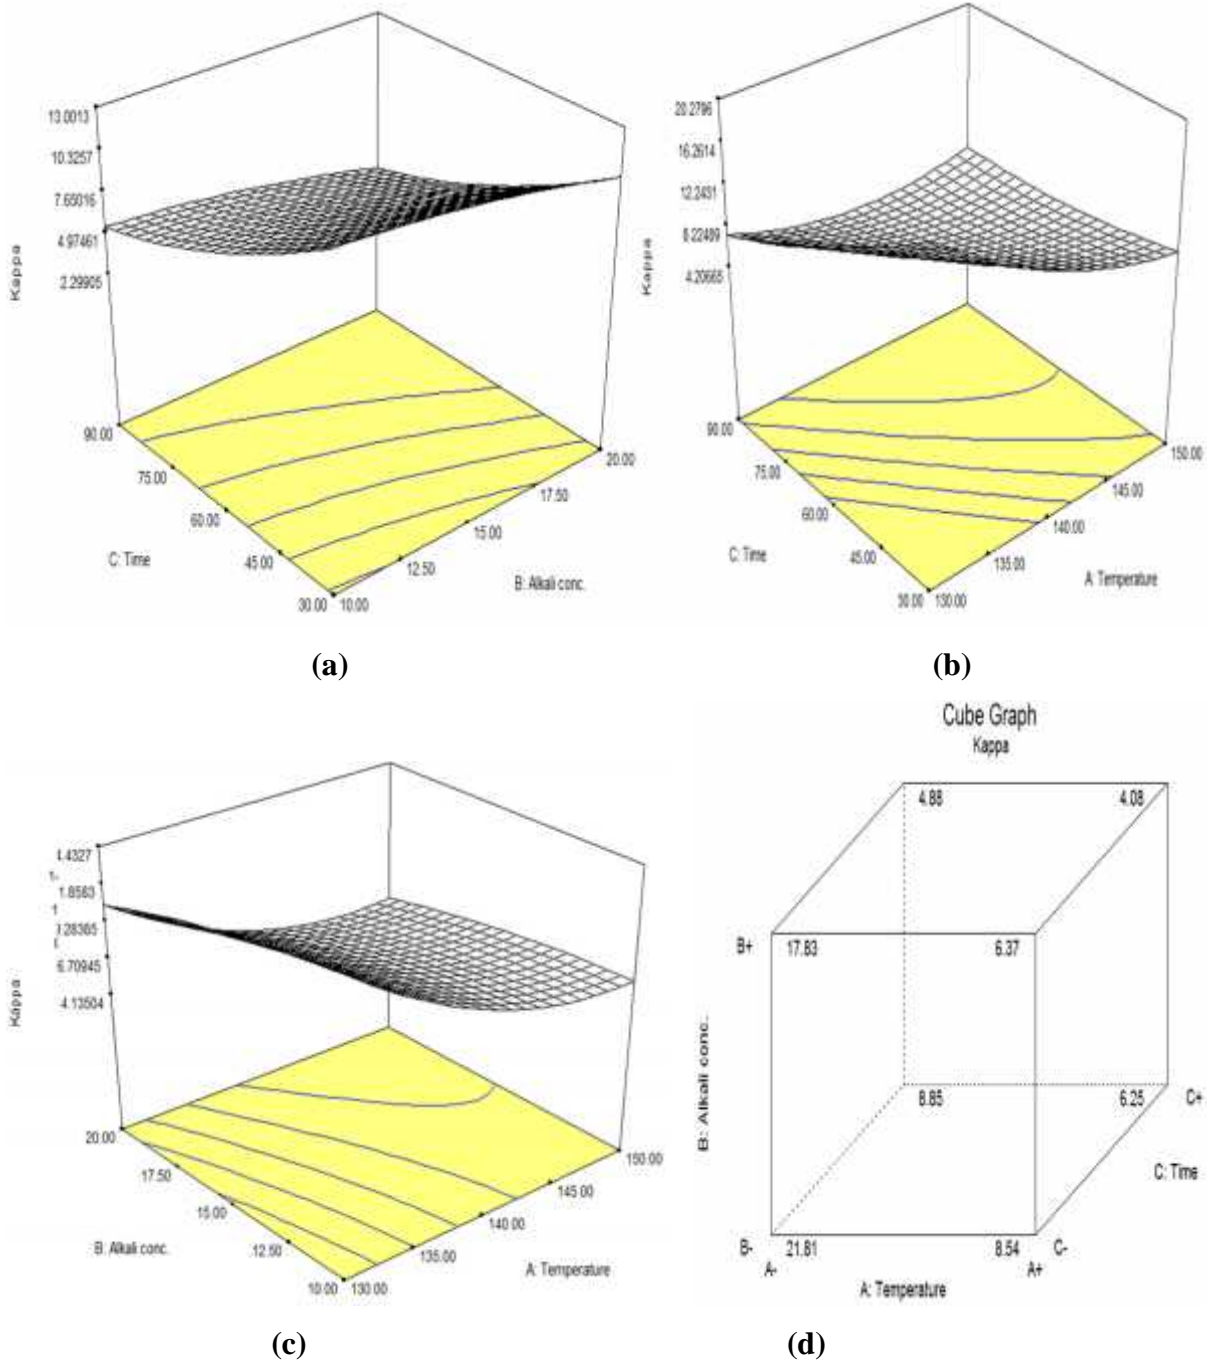 13.0013
10.3257
7.65016
4.97461
2.29905
Kappa
90.00
75.00
60.00
45.00
30.00
10.00
12.50
15.00
17.50
20.00
C: Time
B: Alkali conc.
(a)
20.2796
16.2614
12.2431
8.22489
4.20665
Kappa
90.00
75.00
60.00
45.00
30.00
130.00
135.00
140.00
145.00
150.00
C: Time
A: Temperature
(b)
6.70945
4.13504
Kappa
20.00
17.50
15.00
12.50
10.00
130.00
135.00
140.00
145.00
150.00
B: Alkali conc.
A: Temperature
(c)
Cube Graph
Kappa
4.88
4.08
B+
17.83
6.37
B: Alkali conc.
8.85
6.25
C+
C: Time
B-
21.81
8.54
C-
A-
A+
A: Temperature
(d)